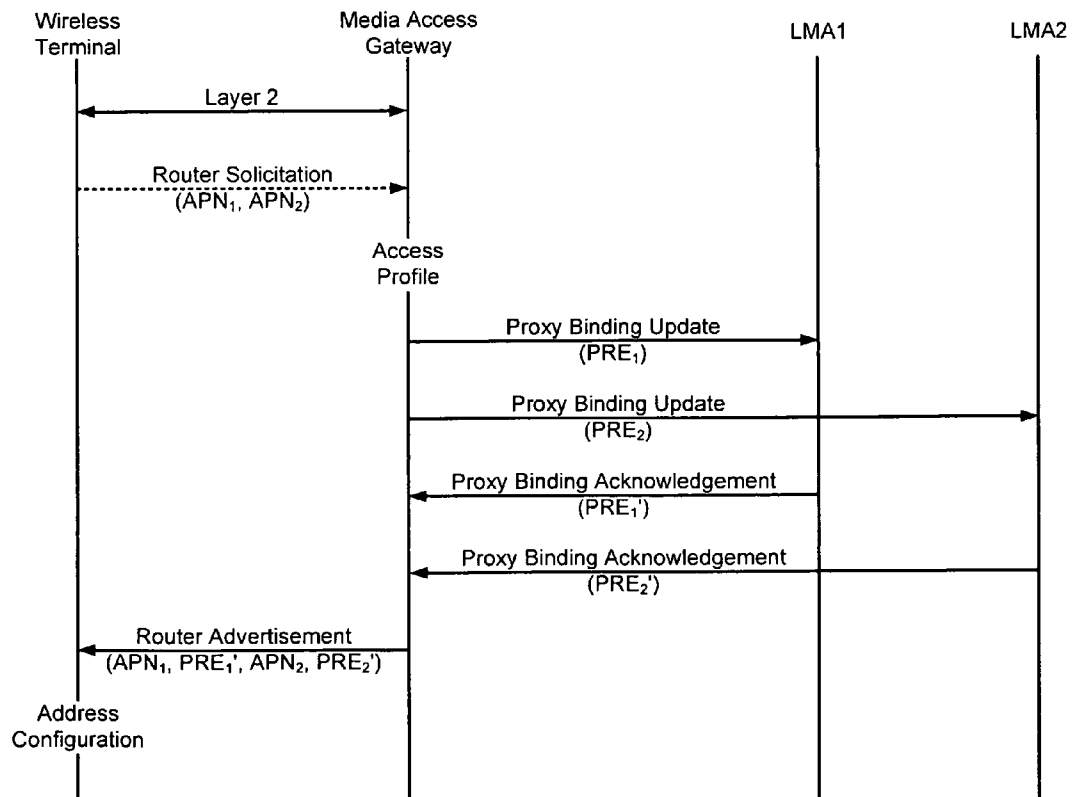 Wireless
Terminal
Media Access
Gateway
LMA1
LMA2
Layer 2
Router Solicitation
(APN₁, APN₂)
Access
Profile
Proxy Binding Update
(PRE₁)
Proxy Binding Update
(PRE₂)
Proxy Binding Acknowledgement
(PRE₁')
Proxy Binding Acknowledgement
(PRE₂')
Router Advertisement
(APN₁, PRE₁', APN₂, PRE₂')
Address
Configuration